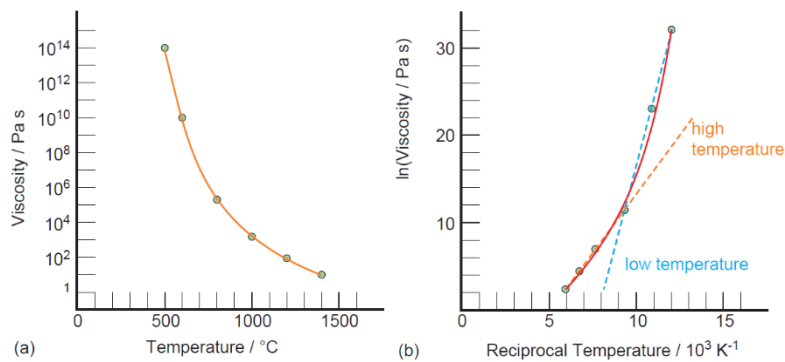 10¹⁴
10¹²
10¹⁰
10⁸
10⁶
10⁴
10²
1
Viscosity / Pa s
0
500
1000
1500
Temperature / °C
(a)
30
20
10
ln(Viscosity / Pa s)
high
temperature
low temperature
0
5
10
15
Reciprocal Temperature / 10³ K⁻¹
(b)